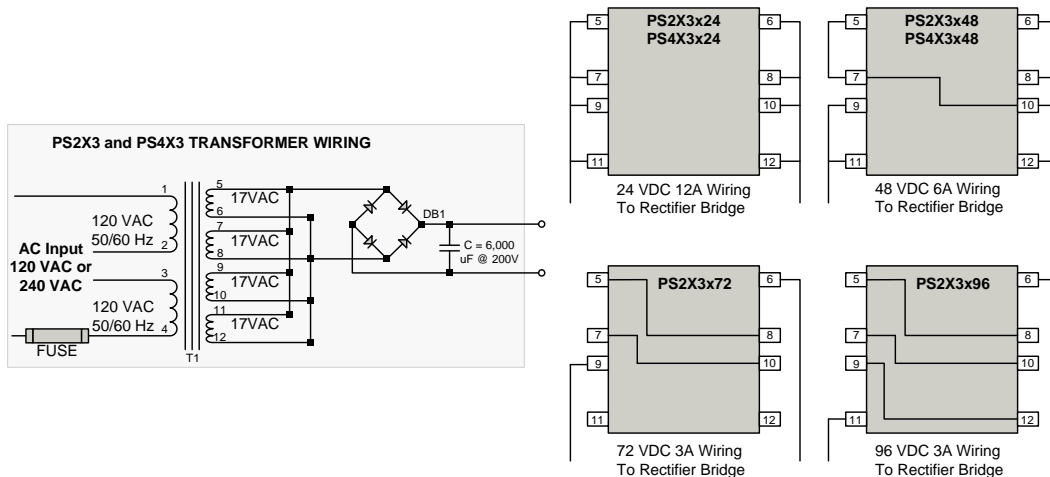 PS2X3 and PS4X3 TRANSFORMER WIRING
1
120 VAC
50/60 Hz
2
AC Input
120 VAC or
240 VAC
3
120 VAC
50/60 Hz
4
FUSE
T1
5
17VAC
6
7
17VAC
8
9
17VAC
10
11
17VAC
12
DB1
C = 6,000
uF @ 200V
PS2X3x24
PS4X3x24
5
6
7
8
9
10
11
12
24 VDC 12A Wiring
To Rectifier Bridge
PS2X3x48
PS4X3x48
5
6
7
8
9
10
11
12
48 VDC 6A Wiring
To Rectifier Bridge
PS2X3x72
5
6
7
8
9
10
11
12
72 VDC 3A Wiring
To Rectifier Bridge
PS2X3x96
5
6
7
8
9
10
11
12
96 VDC 3A Wiring
To Rectifier Bridge